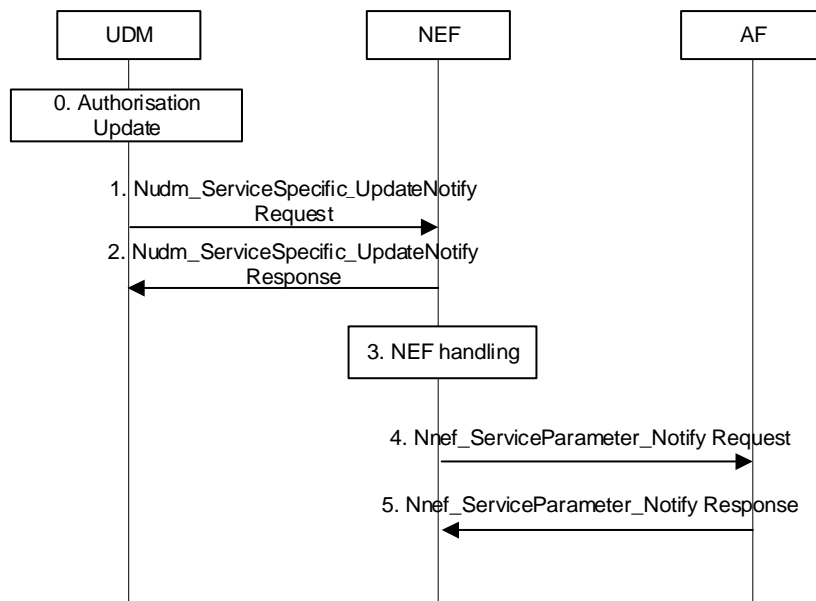 UDM
NEF
AF
0. Authorisation
Update
1. Nudm_ServiceSpecific_UpdateNotify
Request
2. Nudm_ServiceSpecific_UpdateNotify
Response
3. NEF handling
4. Nnef_ServiceParameter_Notify Request
5. Nnef_ServiceParameter_Notify Response